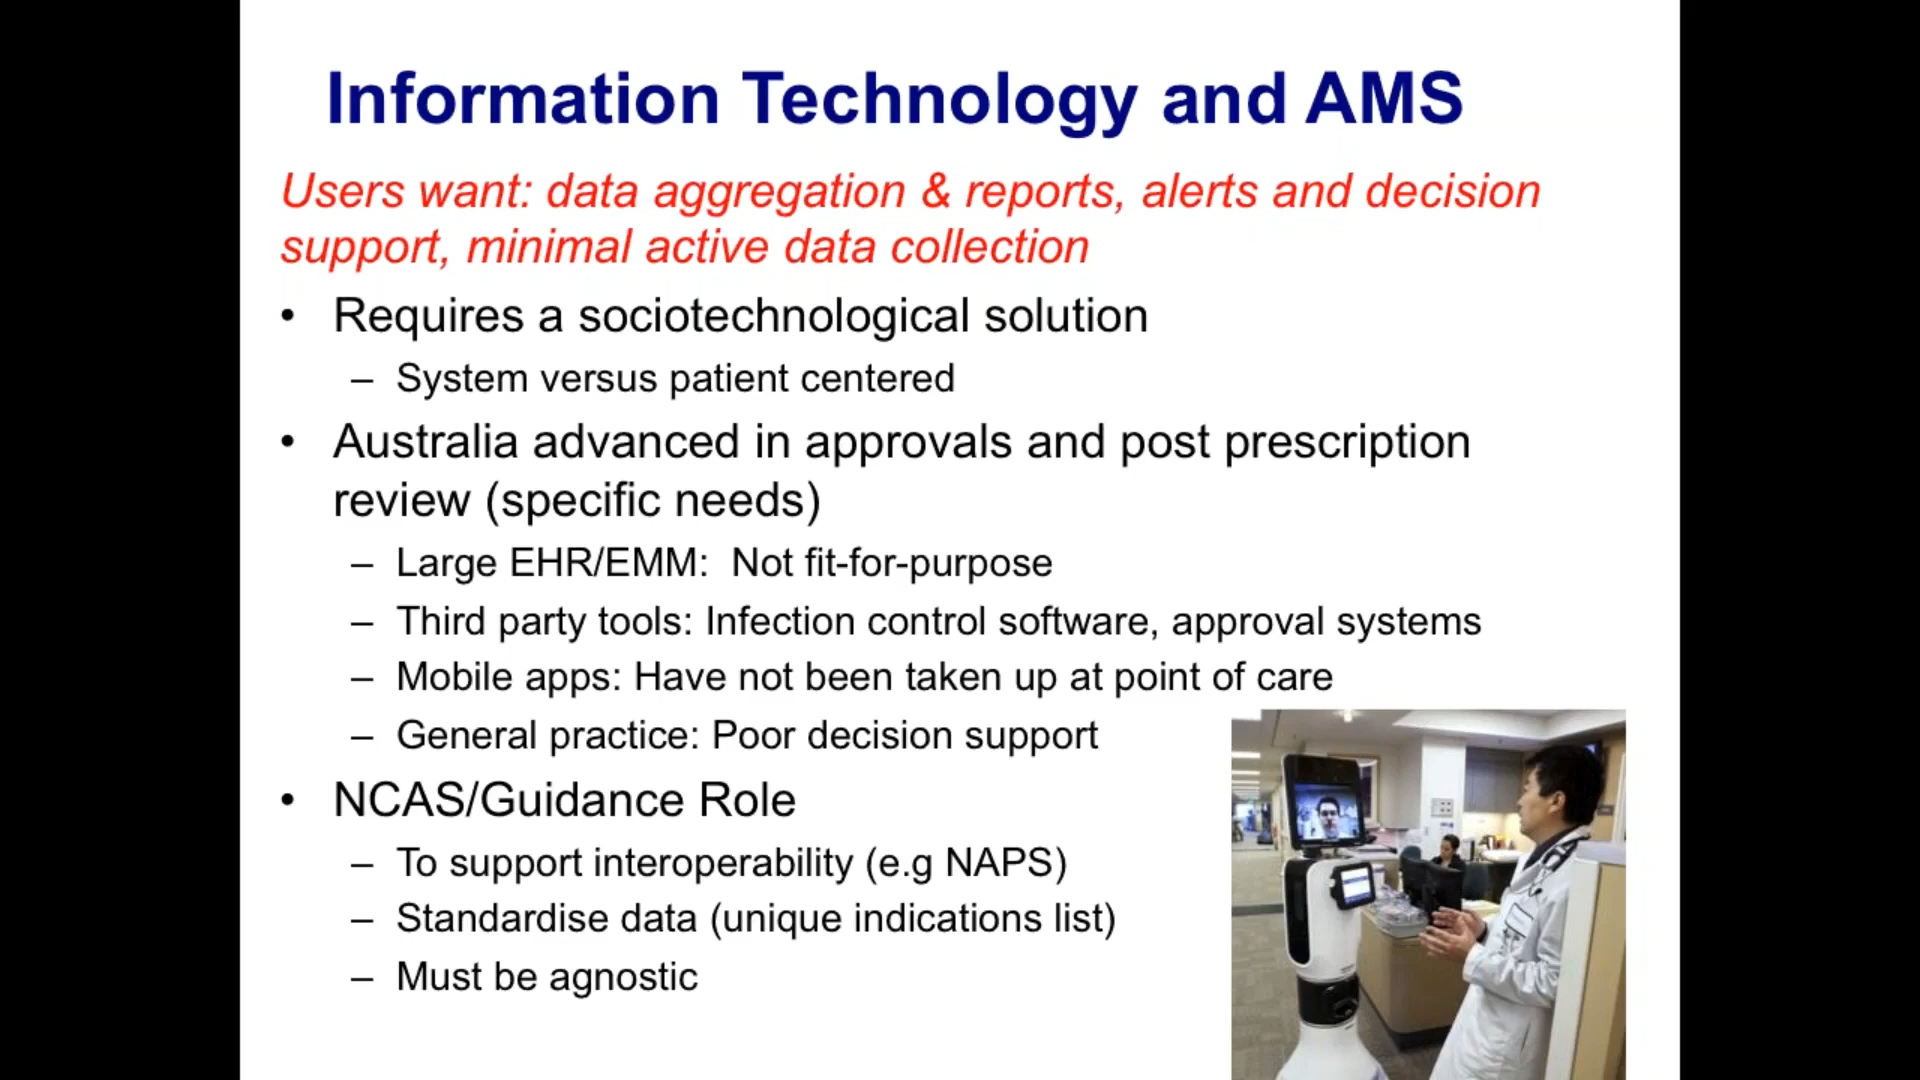 Information Technology and AMS
Users want: data aggregation & reports, alerts and decision
support, minimal active data collection
• Requires a sociotechnological solution
– System versus patient centered
• Australia advanced in approvals and post prescription
review (specific needs)
– Large EHR/EMM:  Not fit-for-purpose
– Third party tools: Infection control software, approval systems
– Mobile apps: Have not been taken up at point of care
– General practice: Poor decision support
• NCAS/Guidance Role
– To support interoperability (e.g NAPS)
– Standardise data (unique indications list)
– Must be agnostic